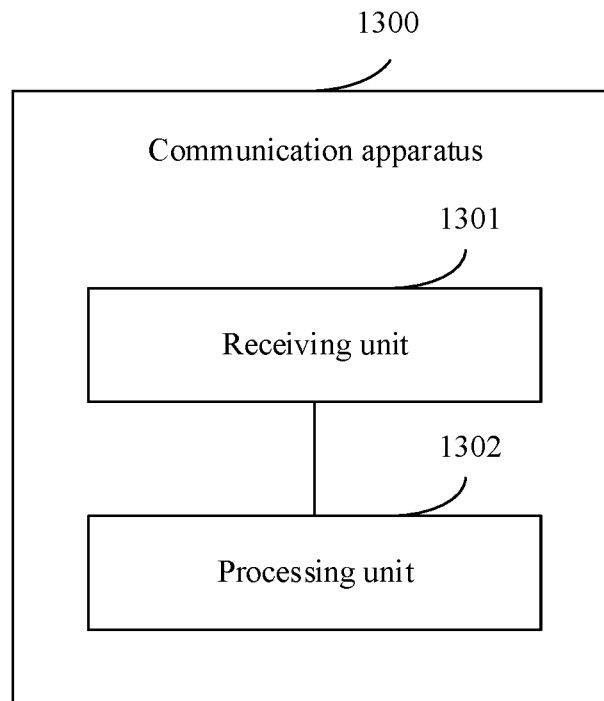 1300
Communication apparatus
1301
Receiving unit
1302
Processing unit